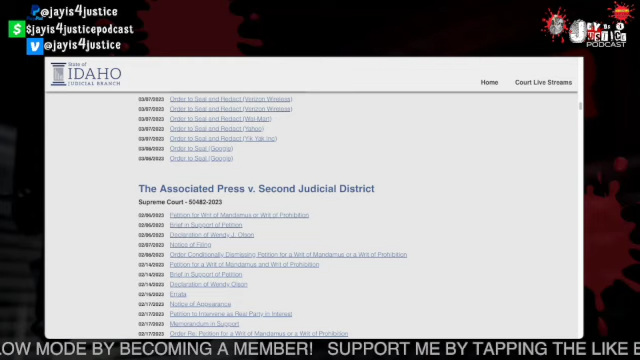 @jayis4justice
$jayis4justicepodcast
@jayis4justice
JAY IS 4
JUSTICE
PODCAST
State of
IDAHO
JUDICIAL BRANCH
Home
Court Live Streams
03/07/2023 Order to Seal and Redact (Verizon Wireless)
03/07/2023 Order to Seal and Redact (Verizon Wireless)
03/07/2023 Order to Seal and Redact (Wal-Mart)
03/07/2023 Order to Seal and Redact (Yahoo)
03/07/2023 Order to Seal and Redact (Yik Yak Inc)
03/08/2023 Order to Seal (Google)
03/08/2023 Order to Seal (Google)
The Associated Press v. Second Judicial District
Supreme Court - 50482-2023
02/06/2023 Petition for Writ of Mandamus or Writ of Prohibition
02/06/2023 Brief in Support of Petition
02/06/2023 Declaration of Wendy J. Olson
02/07/2023 Notice of Filing
02/08/2023 Order Conditionally Dismissing Petition for a Writ of Mandamus or a Writ of Prohibition
02/14/2023 Petition for a Writ of Mandamus and Writ of Prohibition
02/14/2023 Brief in Support of Petition
02/14/2023 Declaration of Wendy Olson
02/15/2023 Errata
02/17/2023 Notice of Appearance
02/17/2023 Petition to Intervene as Real Party in Interest
02/17/2023 Memorandum in Support
02/17/2023 Order Re: Petition for a Writ of Mandamus or a Writ of Prohibition
LOW MODE BY BECOMING A MEMBER! SUPPORT ME BY TAPPING THE LIKE